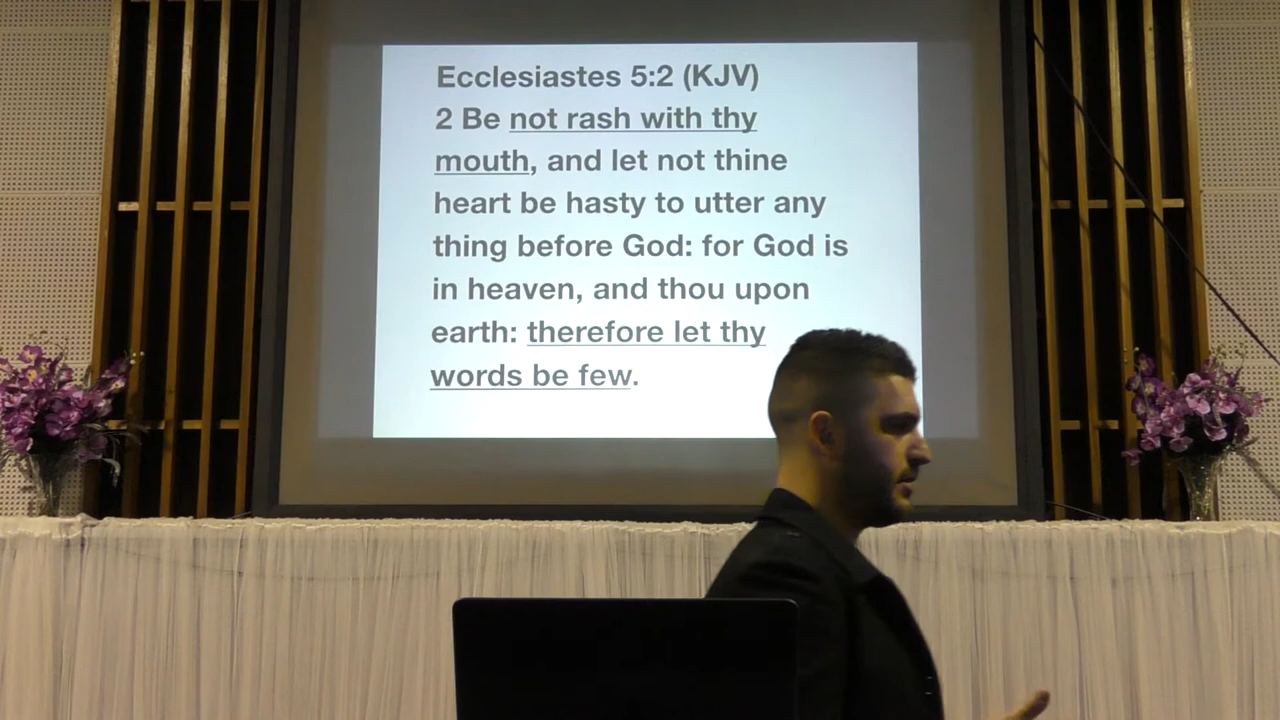 Ecclesiastes 5:2 (KJV)
2 Be not rash with thy
mouth, and let not thine
heart be hasty to utter any
thing before God: for God is
in heaven, and thou upon
earth: therefore let thy
words be few.